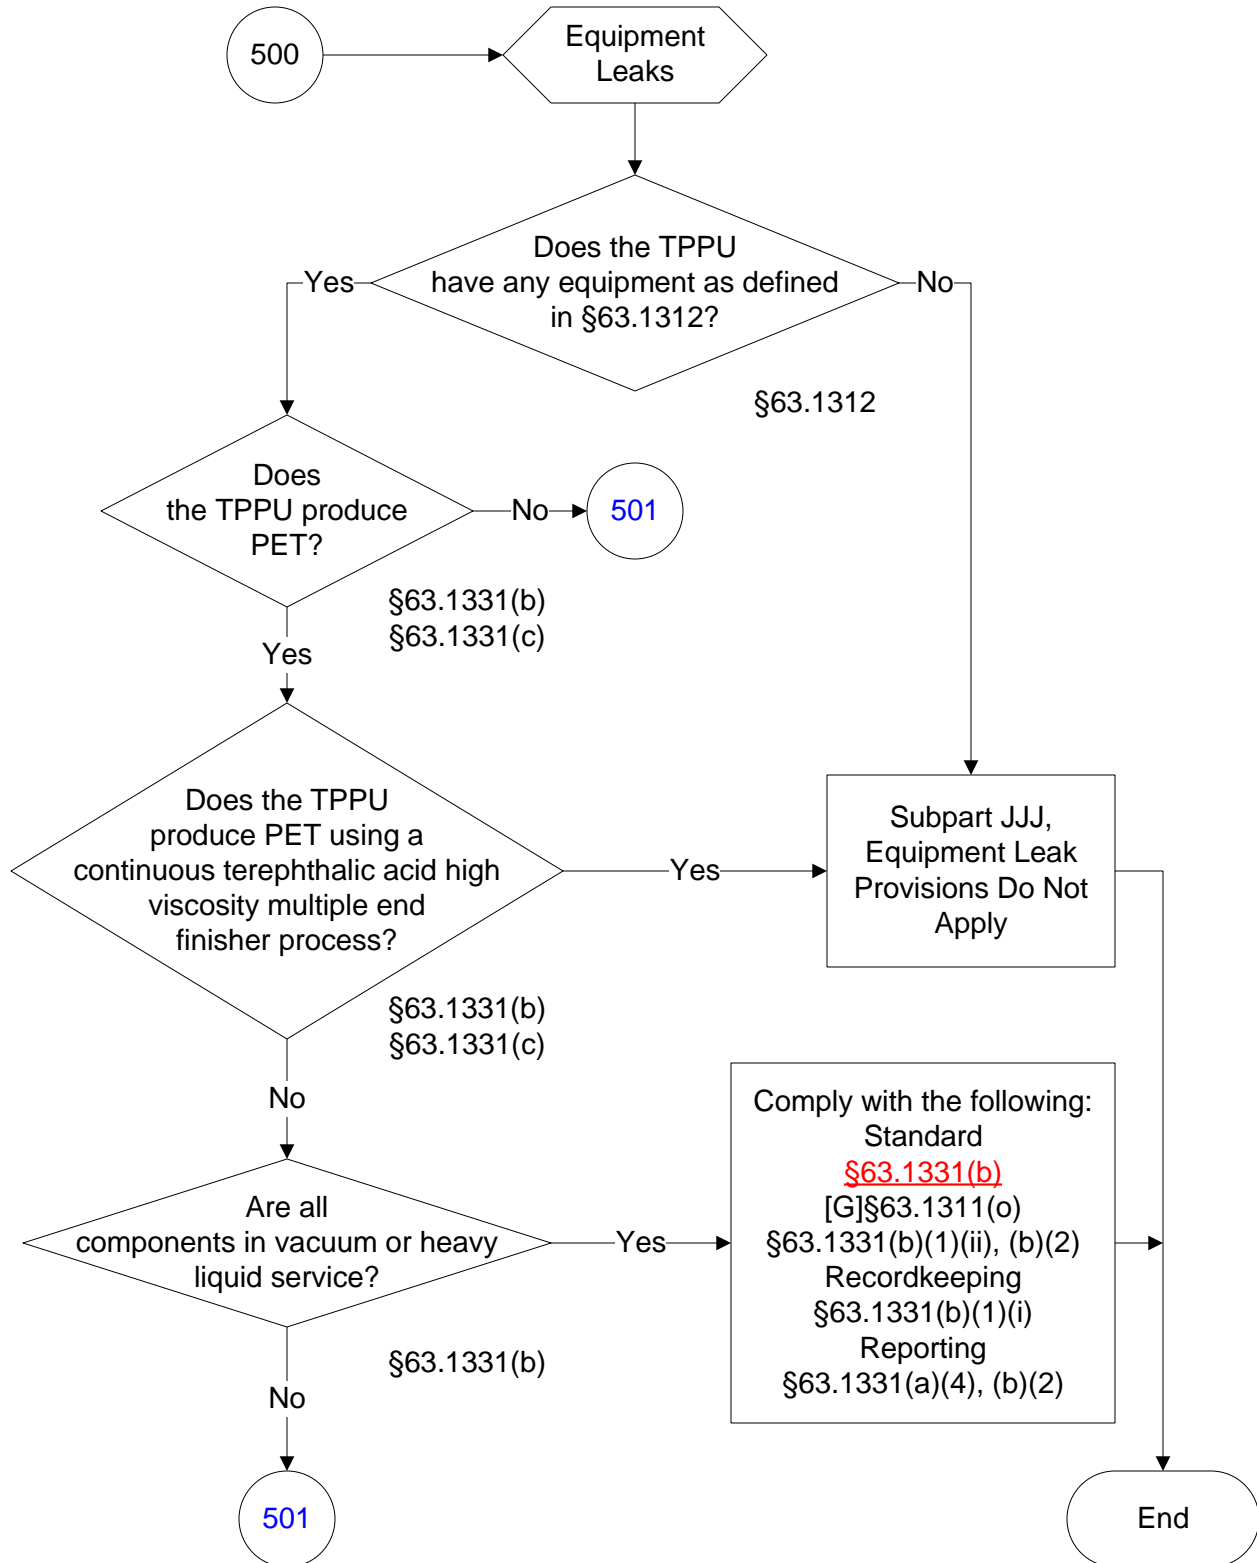 500
Equipment
Leaks
Does the TPPU
have any equipment as defined
in §63.1312?
Yes
No
§63.1312
Does
the TPPU produce
PET?
No
501
§63.1331(b)
§63.1331(c)
Yes
Does the TPPU
produce PET using a
continuous terephthalic acid high
viscosity multiple end
finisher process?
Yes
Subpart JJJ,
Equipment Leak
Provisions Do Not
Apply
§63.1331(b)
§63.1331(c)
No
Are all
components in vacuum or heavy
liquid service?
Yes
Comply with the following:
Standard
§63.1331(b)
[G]§63.1311(o)
§63.1331(b)(1)(ii), (b)(2)
Recordkeeping
§63.1331(b)(1)(i)
Reporting
§63.1331(a)(4), (b)(2)
§63.1331(b)
No
501
End